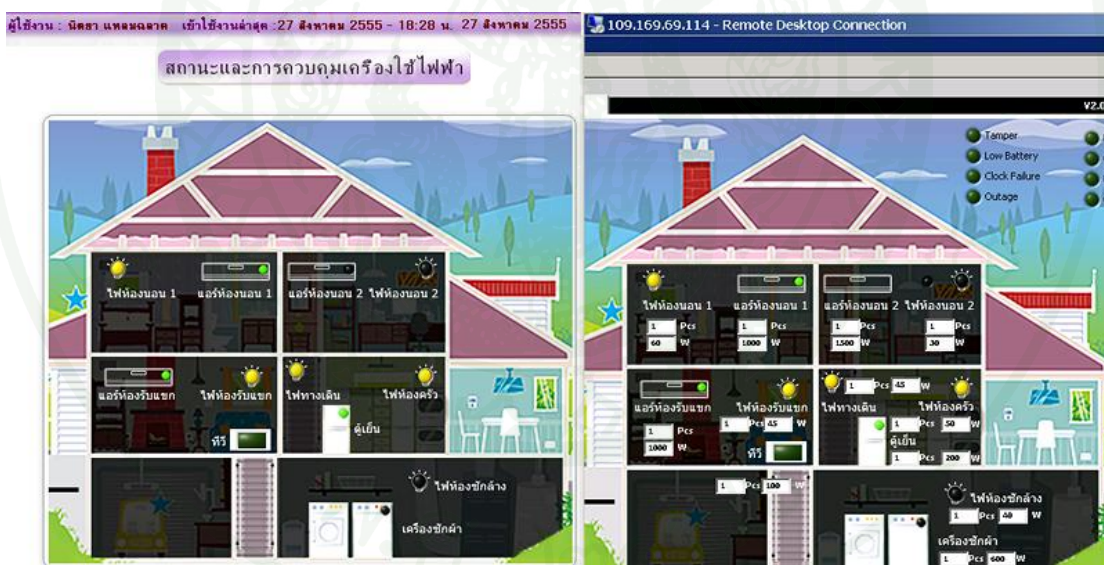 ผู้ใช้งาน : นิตยา แหลมฉลาด เข้าใช้งานล่าสุด :27 สิงหาคม 2555 - 18:28 น. 27 สิงหาคม 2555
สถานะและการควบคุมเครื่องใช้ไฟฟ้า
ไฟห้องนอน 1 แอร์ห้องนอน 1 แอร์ห้องนอน 2 ไฟห้องนอน 2
แอร์ห้องรับแขก ไฟห้องรับแขก ไฟทางเดิน ไฟห้องครัว
ทีวี ตู้เย็น
ไฟห้องซักล้าง
เครื่องซักผ้า
109.169.69.114 - Remote Desktop Connection
V2.0
Tamper
Low Battery
Clock Failure
Outage
ไฟห้องนอน 1 แอร์ห้องนอน 1 แอร์ห้องนอน 2 ไฟห้องนอน 2
1 Pcs 1 Pcs 1 Pcs 1 Pcs
60 W 1000 W 1500 W 30 W
1 Pcs 45 W
แอร์ห้องรับแขก ไฟห้องรับแขก ไฟทางเดิน ไฟห้องครัว
1 Pcs 1 Pcs 45 W 1 Pcs 50 W
1000 W ทีวี ตู้เย็น
1 Pcs 200 W
1 Pcs 100 W
ไฟห้องซักล้าง
1 Pcs 40 W
เครื่องซักผ้า
1 Pcs 600 W